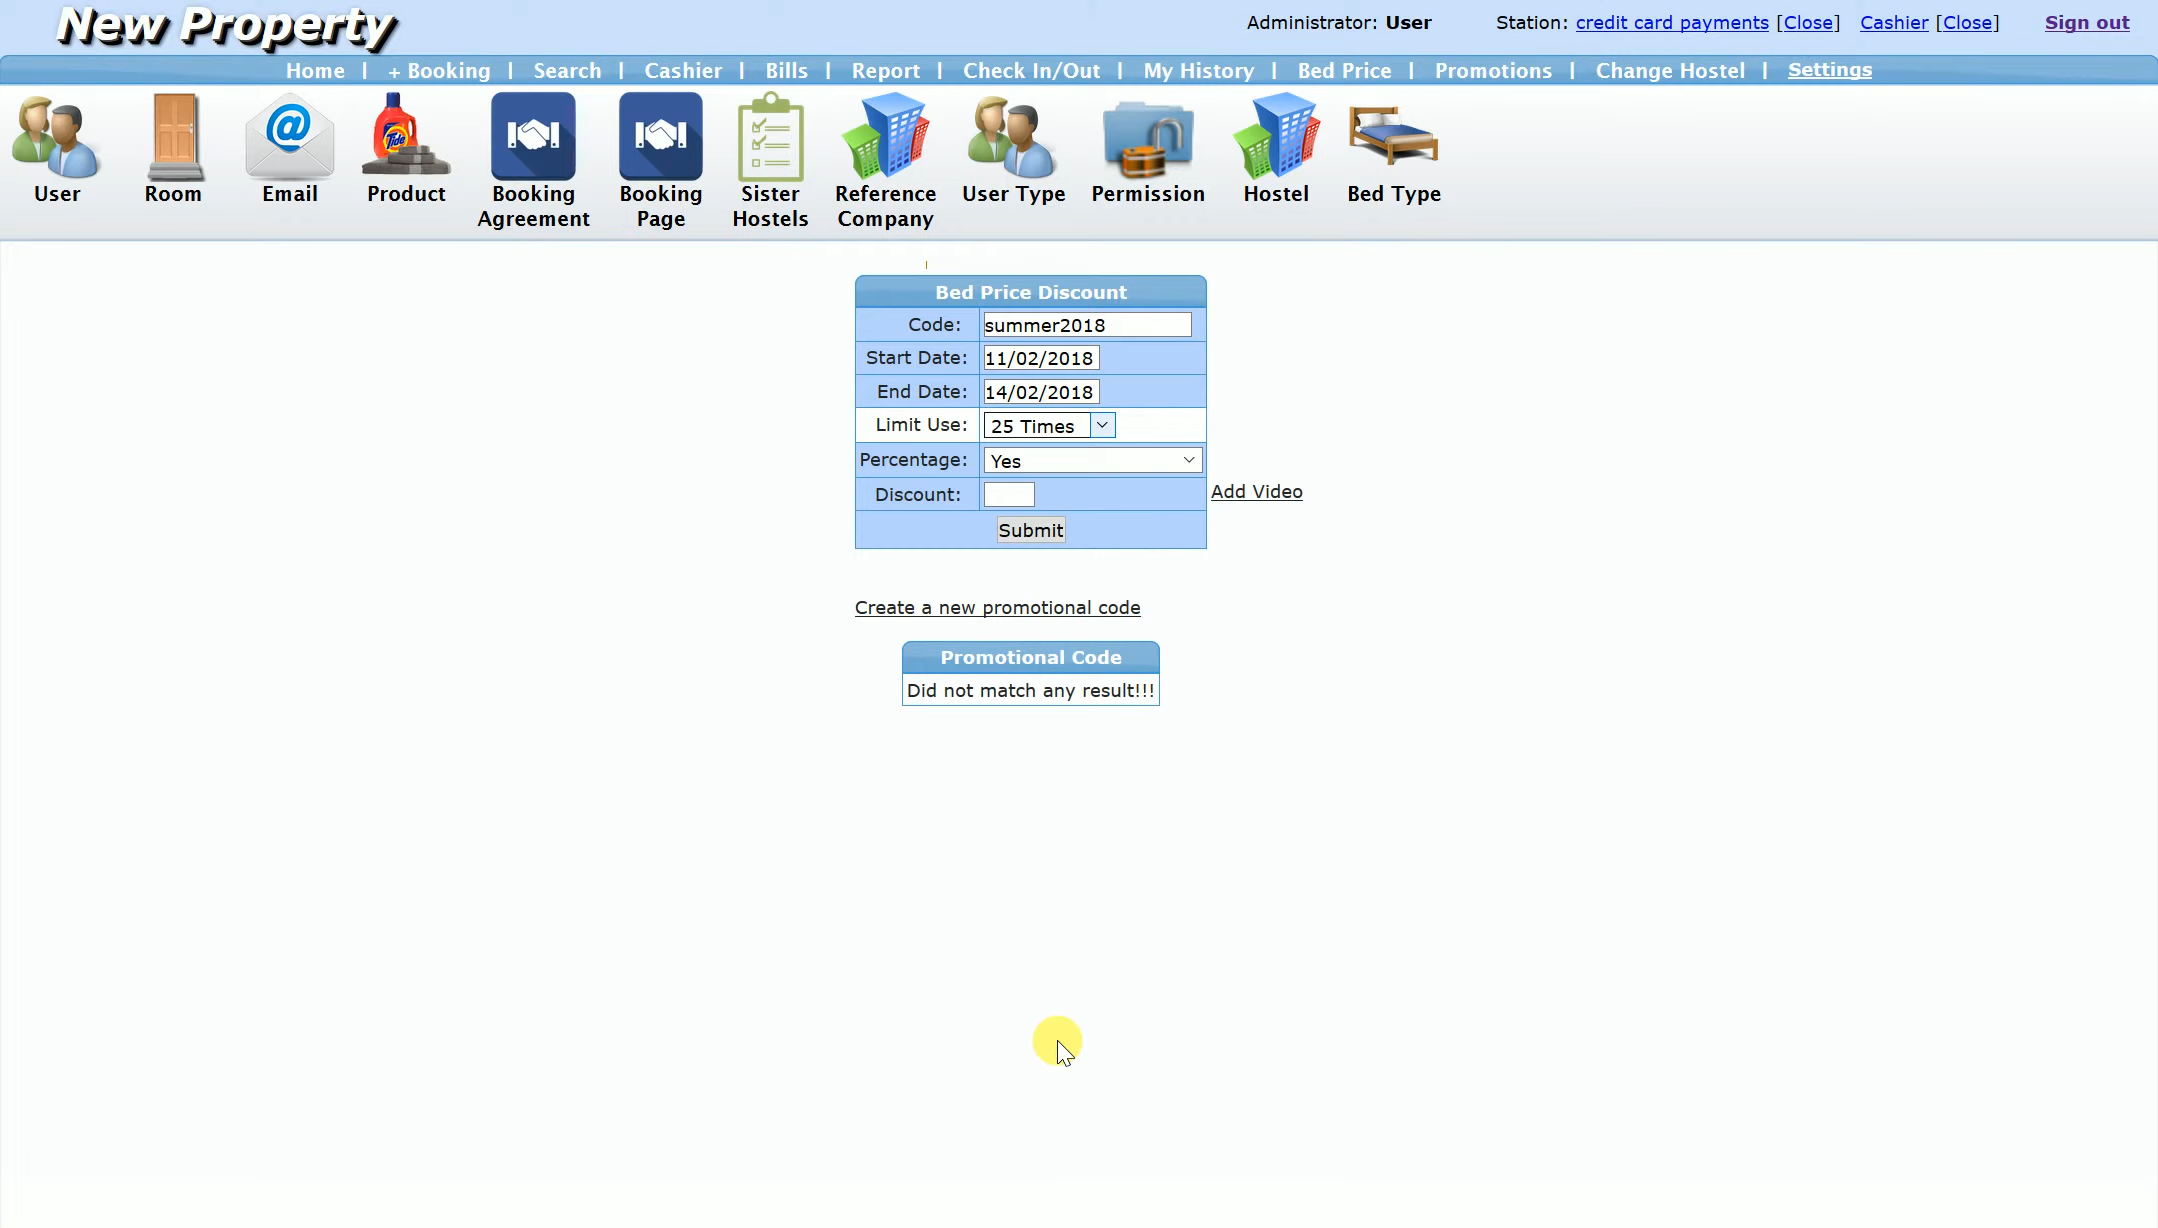 New Property
Administrator: User
Station: credit card payments [Close] Cashier [Close]
Sign out
Home | + Booking | Search | Cashier | Bills | Report | Check In/Out | My History | Bed Price | Promotions | Change Hostel | Settings
Tide
User
Room
Email
Product
Booking Agreement
Booking Page
Sister Hostels
Reference Company
User Type
Permission
Hostel
Bed Type
Bed Price Discount
Code: summer2018
Start Date: 11/02/2018
End Date: 14/02/2018
Limit Use: 25 Times
Percentage: Yes
Discount:
Add Video
Submit
Create a new promotional code
Promotional Code
Did not match any result!!!